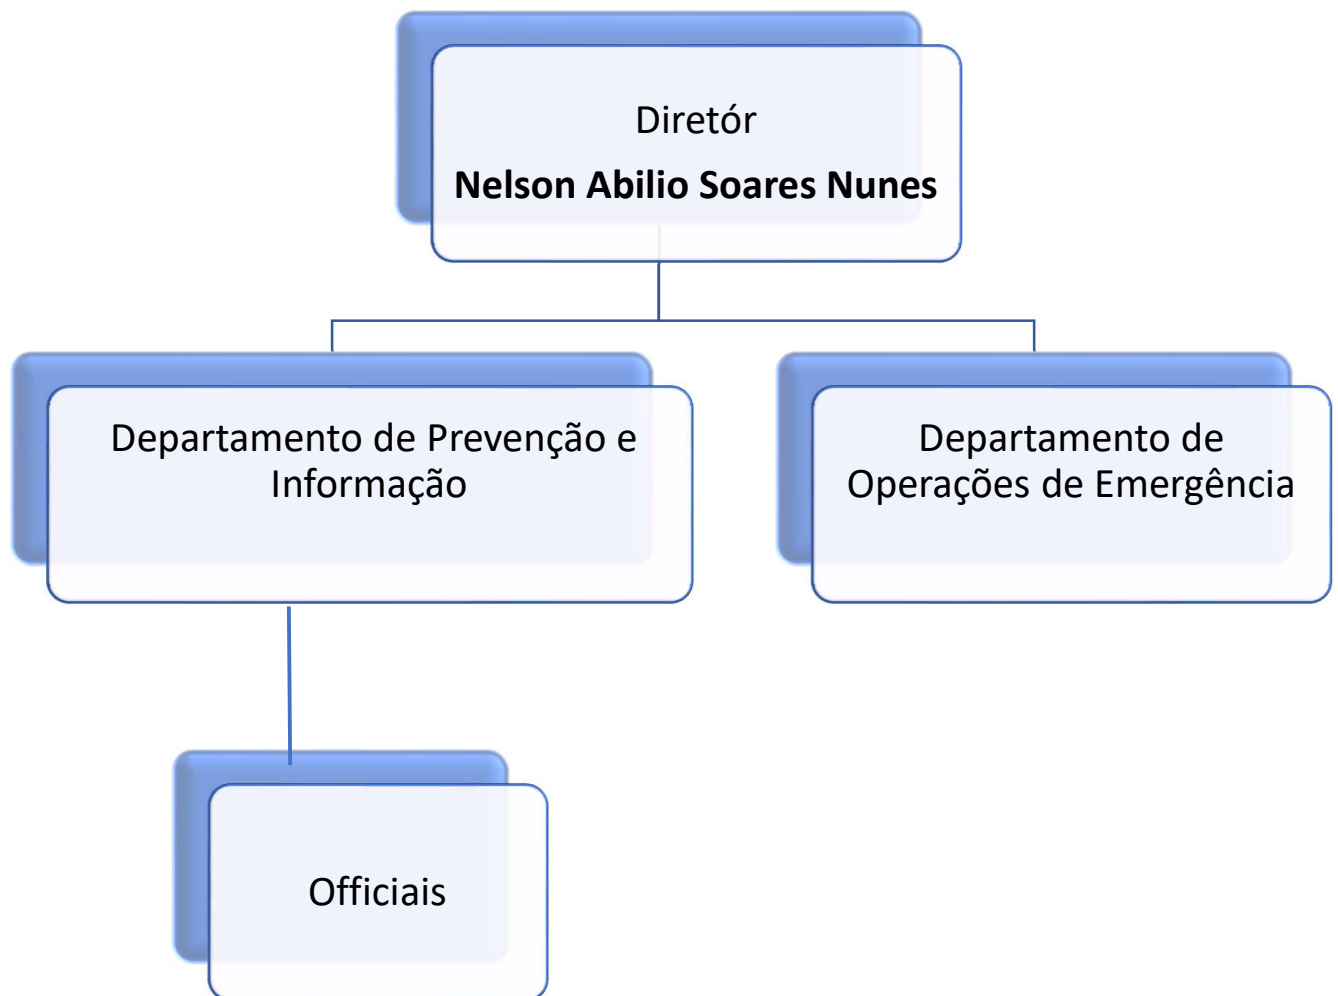 Diretór
Nelson Abilio Soares Nunes
Departamento de Prevenção e
Informação
Departamento de
Operações de Emergência
Officiais